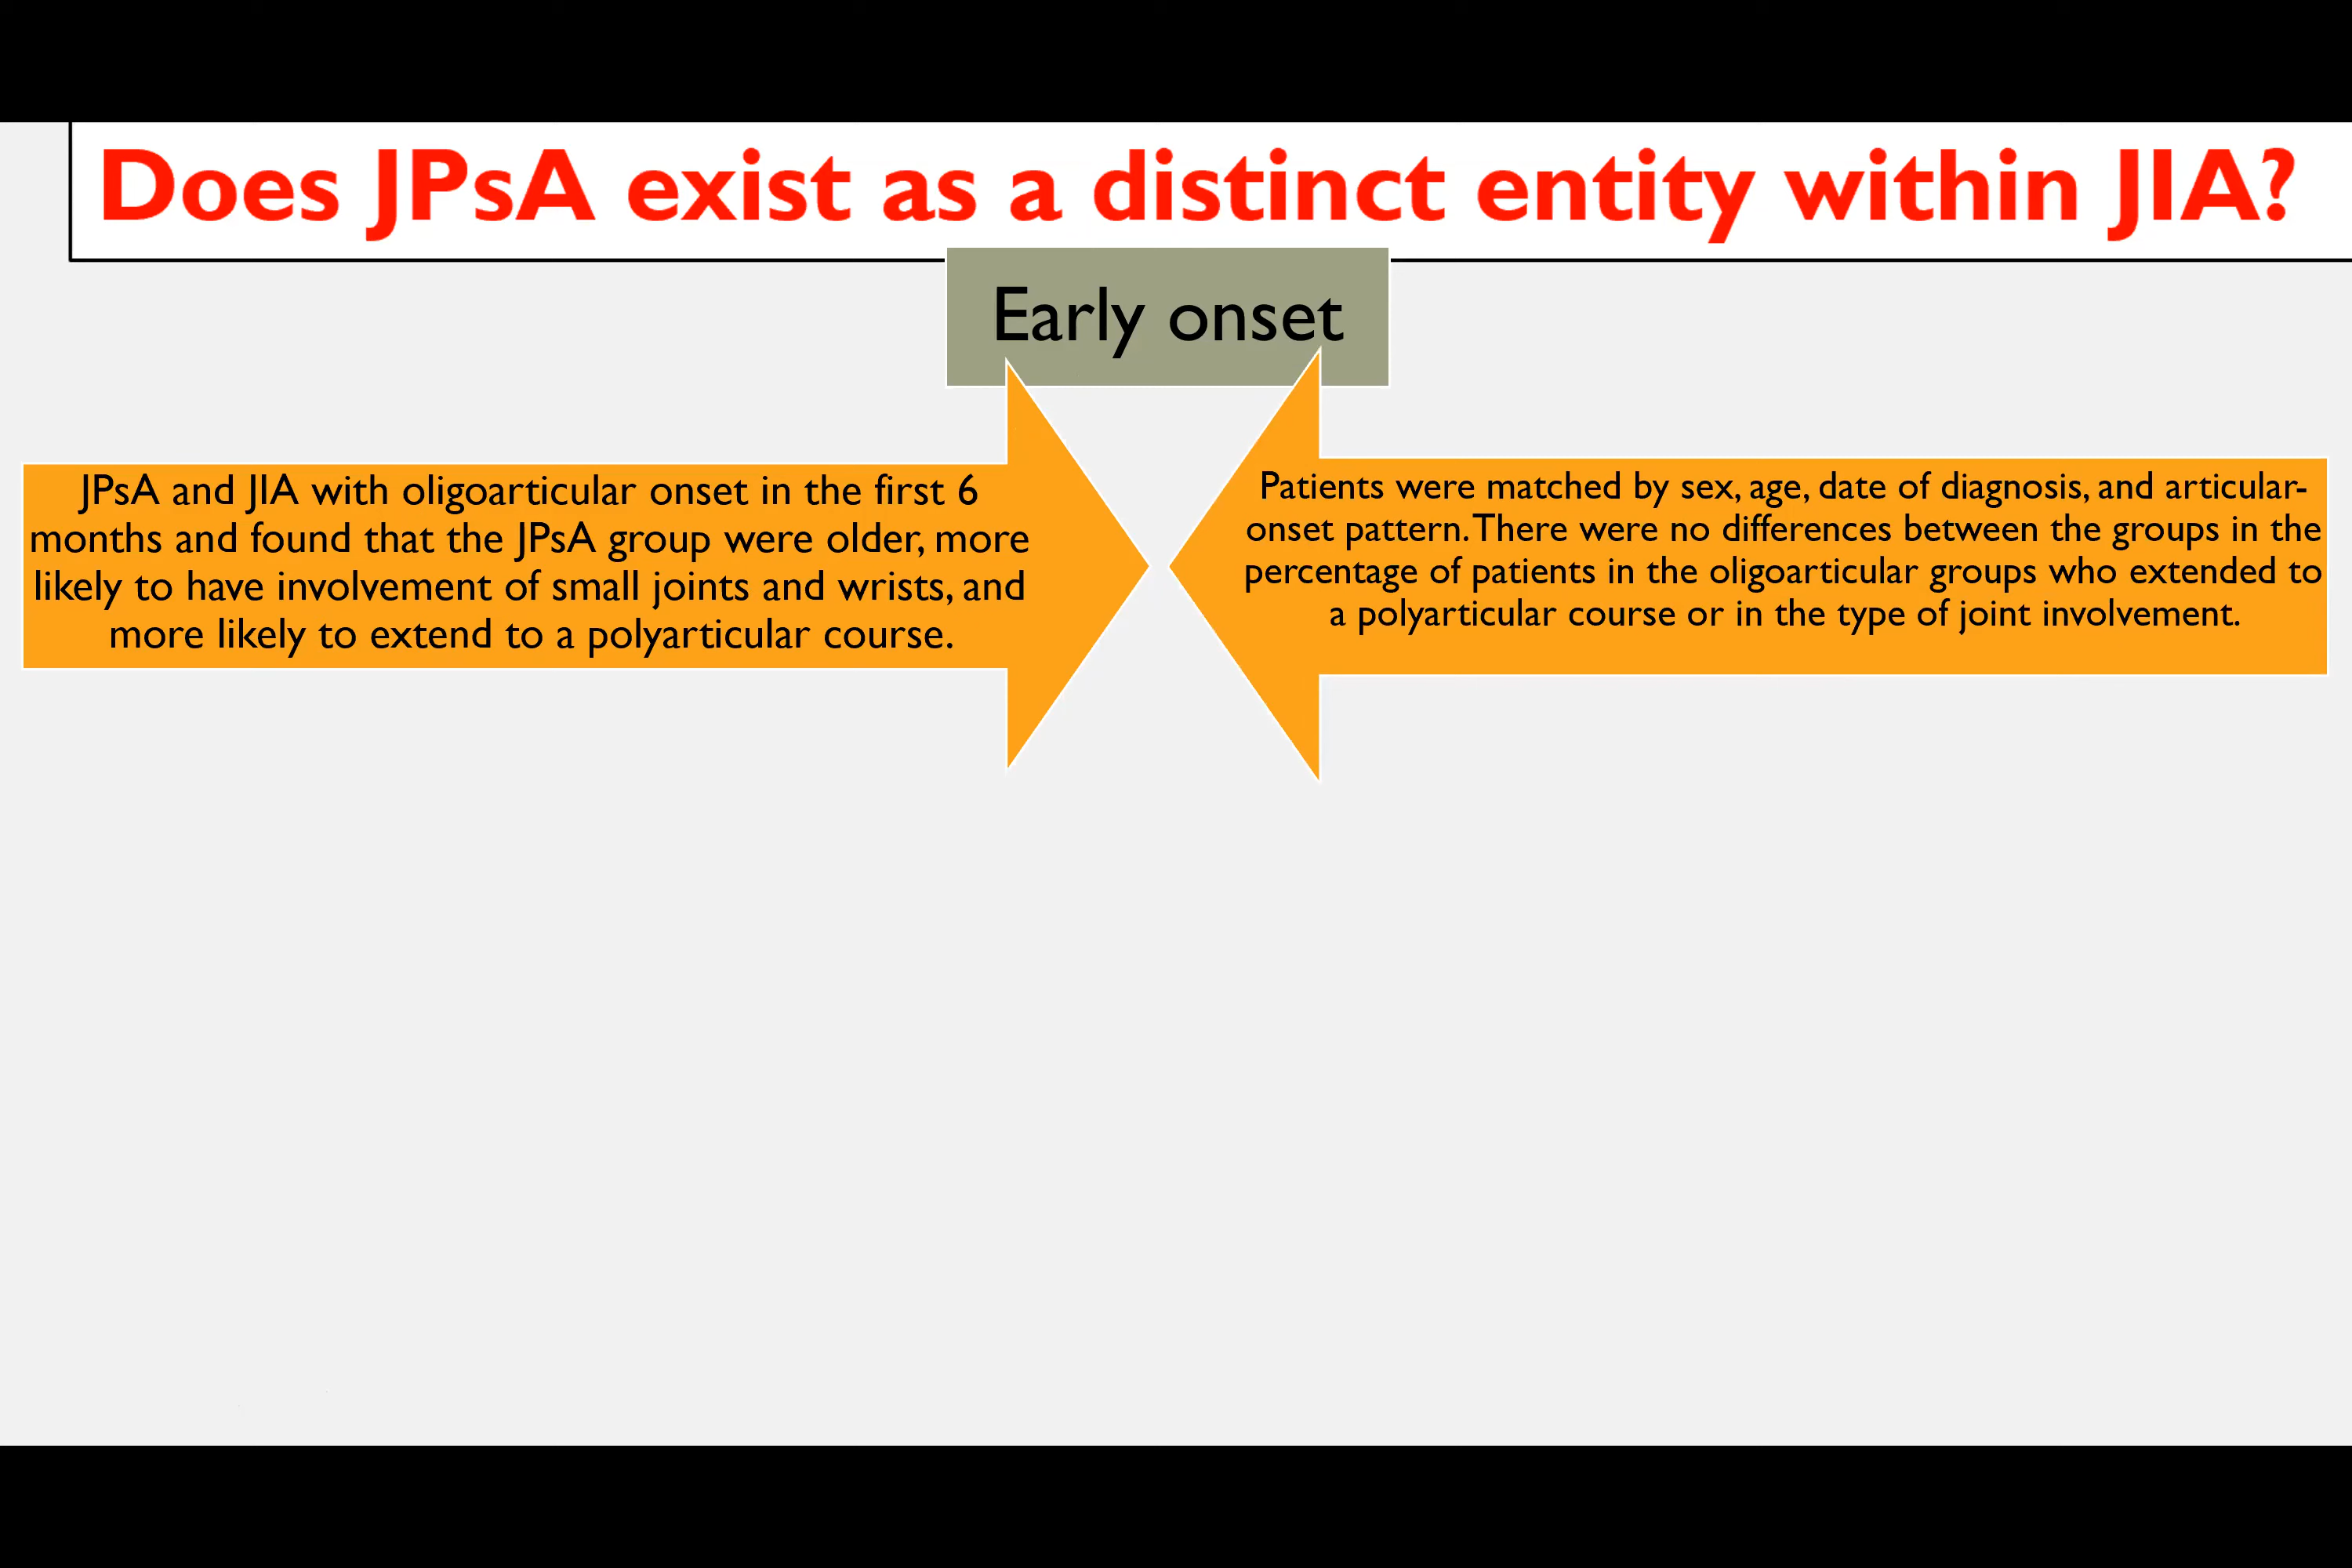 Does JPsA exist as a distinct entity within JIA?
Early onset
JPsA and JIA with oligoarticular onset in the first 6
months and found that the JPsA group were older, more
likely to have involvement of small joints and wrists, and
more likely to extend to a polyarticular course.
Patients were matched by sex, age, date of diagnosis, and articular-
onset pattern. There were no differences between the groups in the
percentage of patients in the oligoarticular groups who extended to
a polyarticular course or in the type of joint involvement.